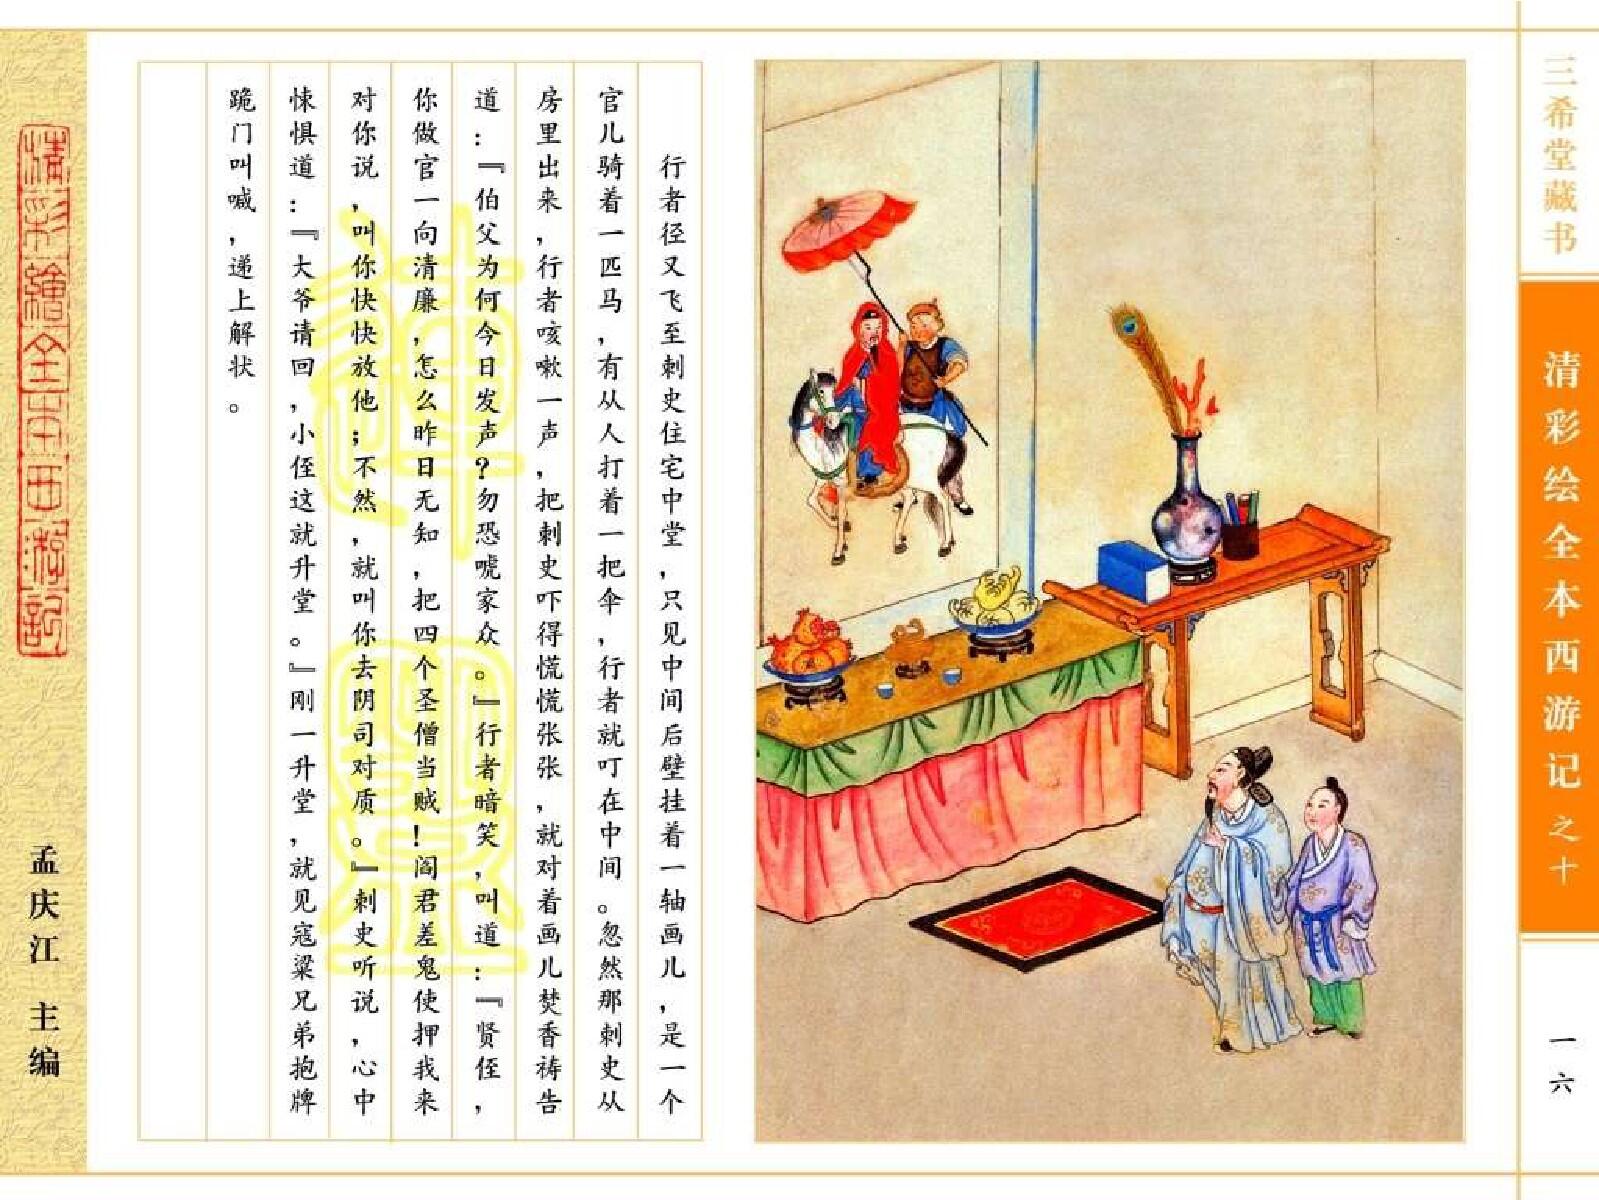 三希堂藏书
清彩绘全本西游记之十
一六
行者径又飞至刺史住宅中堂，只见中间后壁挂着一轴画儿，是一个
官儿骑着一匹马，有从人打着一把伞，行者就叮在中间。忽然那刺史从
房里出来，行者咳嗽一声，把刺史吓得慌慌张张，就对着画儿焚香祷告
道：『伯父为何今日发声？勿恐唬家众。』行者暗笑，叫道：『贤侄，
你做官一向清廉，怎么昨日无知，把四个圣僧当贼！阎君差鬼使押我来
对你说，叫你快快放他；不然，就叫你去阴司对质。』刺史听说，心中
悚惧道：『大爷请回，小侄这就升堂。』刚一升堂，就见寇梁兄弟抱牌
跪门叫喊，递上解状。
清彩繪全本西游記
孟庆江 主编